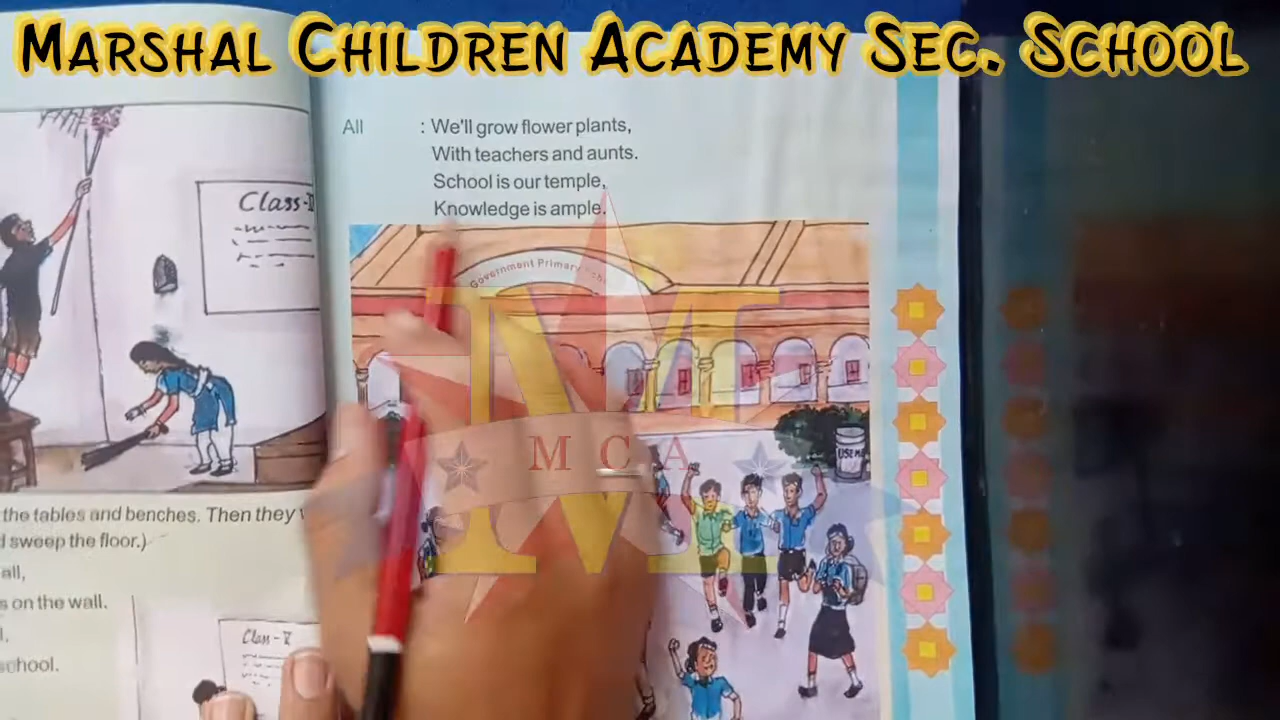 MARSHAL CHILDREN ACADEMY SEC. SCHOOL
Class-II
the tables and benches. Then they
sweep the floor.)
all,
on the wall.
school.
Class-V
All : We'll grow flower plants,
With teachers and aunts.
School is our temple,
Knowledge is ample.
Government Primary
USE ME
M C A